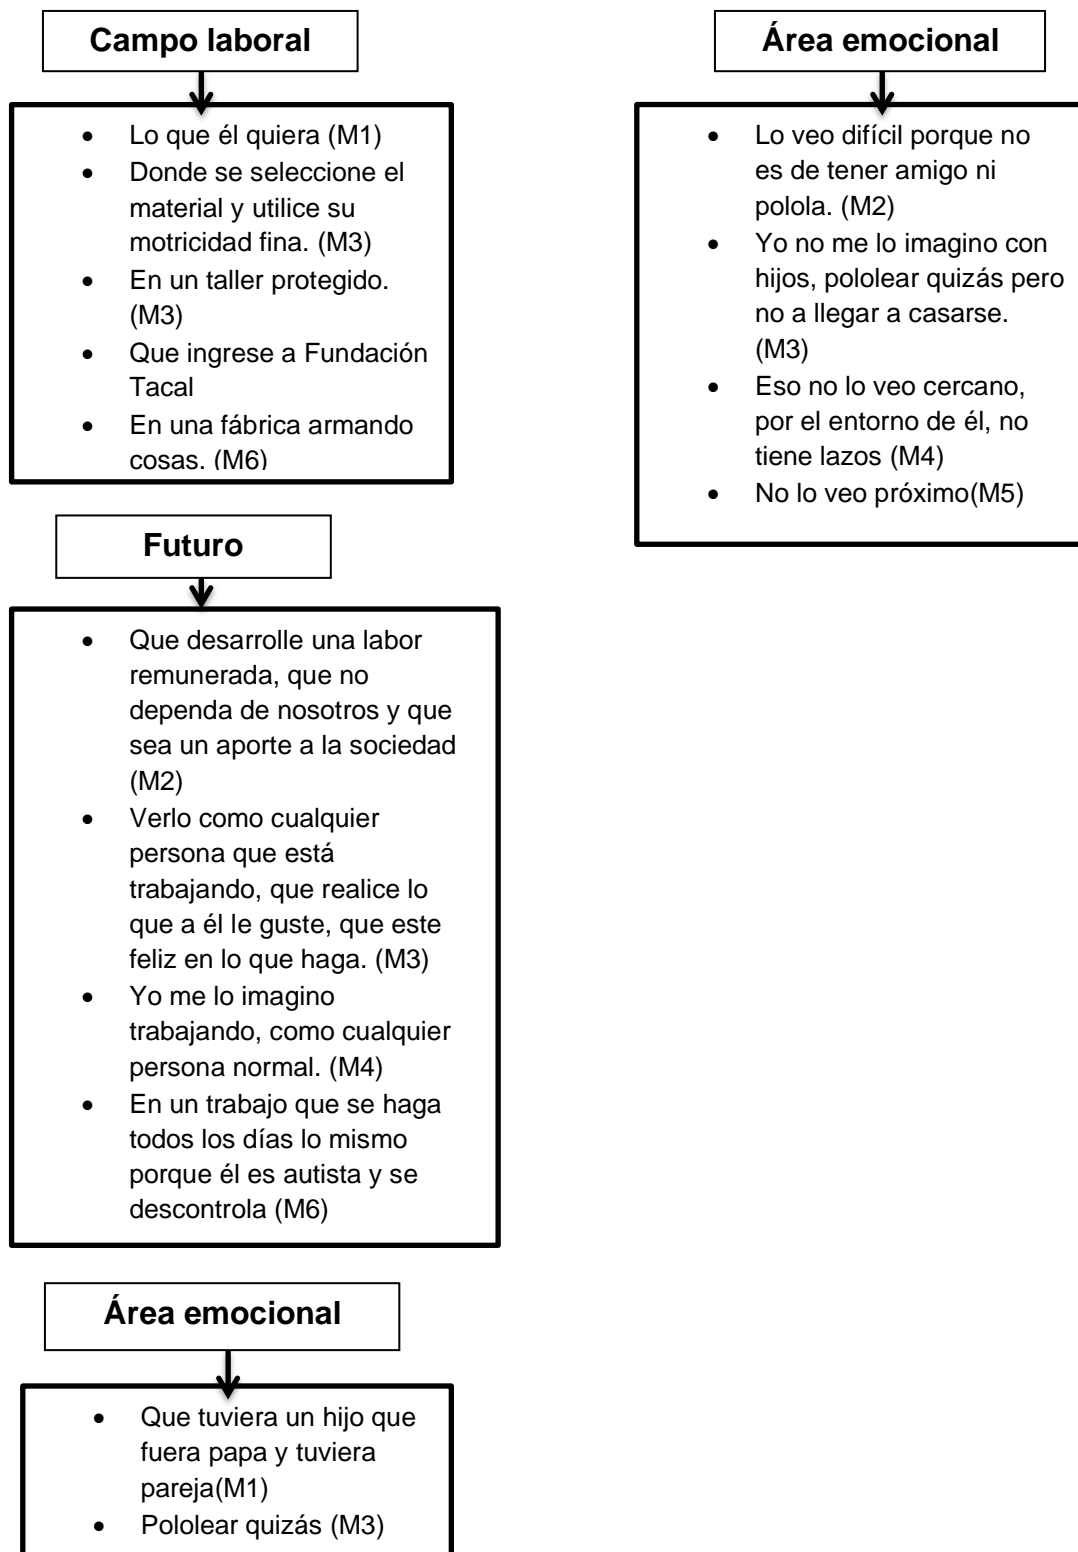 Campo laboral
• Lo que él quiera (M1)
• Donde se seleccione el
material y utilice su
motricidad fina. (M3)
• En un taller protegido.
(M3)
• Que ingrese a Fundación
Tacal
• En una fábrica armando
cosas. (M6)
Futuro
• Que desarrolle una labor
remunerada, que no
dependa de nosotros y que
sea un aporte a la sociedad
(M2)
• Verlo como cualquier
persona que está
trabajando, que realice lo
que a él le guste, que este
feliz en lo que haga. (M3)
• Yo me lo imagino
trabajando, como cualquier
persona normal. (M4)
• En un trabajo que se haga
todos los días lo mismo
porque él es autista y se
descontrola (M6)
Área emocional
• Que tuviera un hijo que
fuera papa y tuviera
pareja(M1)
• Pololear quizás (M3)
Área emocional
• Lo veo difícil porque no
es de tener amigo ni
polola. (M2)
• Yo no me lo imagino con
hijos, pololear quizás pero
no a llegar a casarse.
(M3)
• Eso no lo veo cercano,
por el entorno de él, no
tiene lazos (M4)
• No lo veo próximo(M5)